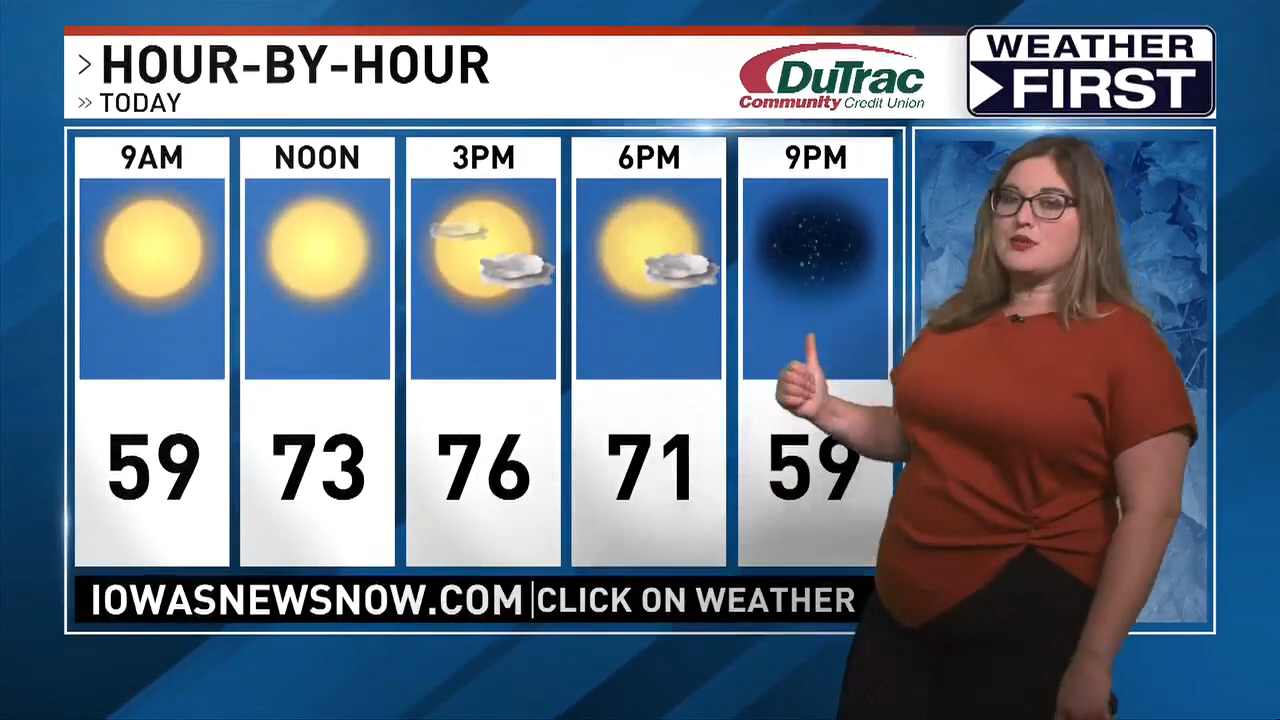 > HOUR-BY-HOUR
» TODAY
DuTrac
Community Credit Union
WEATHER
FIRST
9AM
NOON
3PM
6PM
9PM
59
73
76
71
59
IOWASNEWSNOW.COM | CLICK ON WEATHER